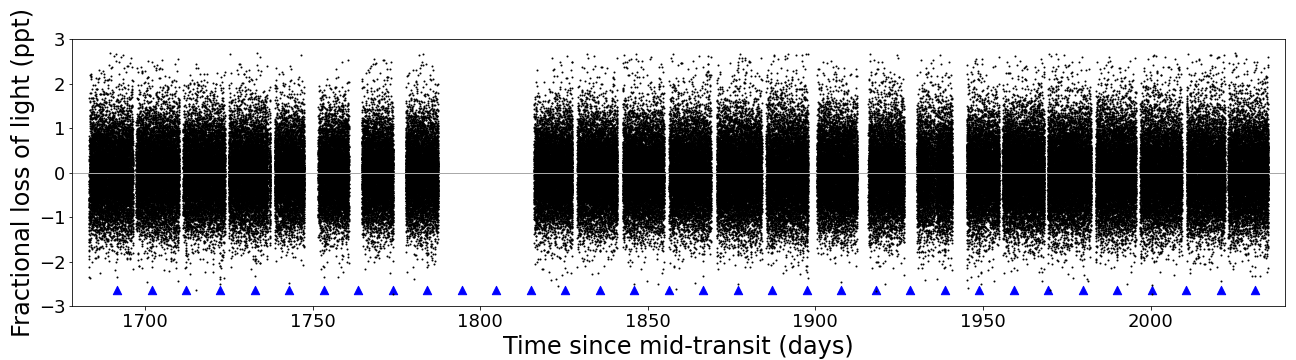 Fractional loss of light (ppt)
3
2
1
0
−1
−2
−3
1700 1750 1800 1850 1900 1950 2000
Time since mid-transit (days)